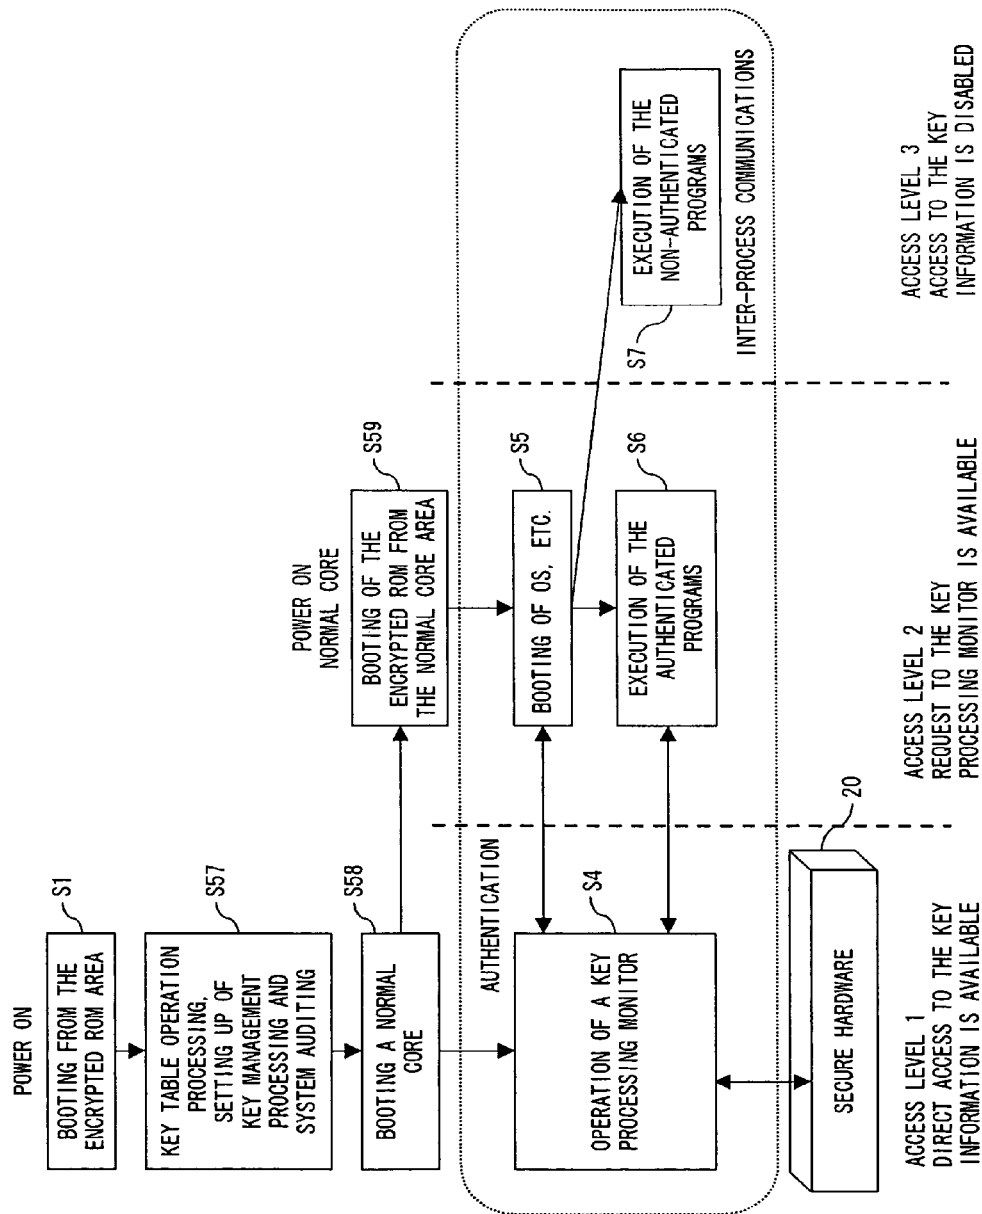 POWER ON
BOOTING FROM THE
ENCRYPTED ROM AREA
S1
KEY TABLE OPERATION
PROCESSING,
SETTING UP OF
KEY MANAGEMENT
PROCESSING AND
SYSTEM AUDITING
S57
BOOTING A NORMAL
CORE
S58
POWER ON
NORMAL CORE
BOOTING OF THE
ENCRYPTED ROM FROM
THE NORMAL CORE AREA
S59
AUTHENTICATION
OPERATION OF A KEY
PROCESSING MONITOR
S4
BOOTING OF OS, ETC.
S5
EXECUTION OF THE
AUTHENTICATED
PROGRAMS
S6
EXECUTION OF THE
NON-AUTHENTICATED
PROGRAMS
S7
INTER-PROCESS COMMUNICATIONS
SECURE HARDWARE
20
ACCESS LEVEL 1
DIRECT ACCESS TO THE KEY
INFORMATION IS AVAILABLE
ACCESS LEVEL 2
REQUEST TO THE KEY
PROCESSING MONITOR IS AVAILABLE
ACCESS LEVEL 3
ACCESS TO THE KEY
INFORMATION IS DISABLED